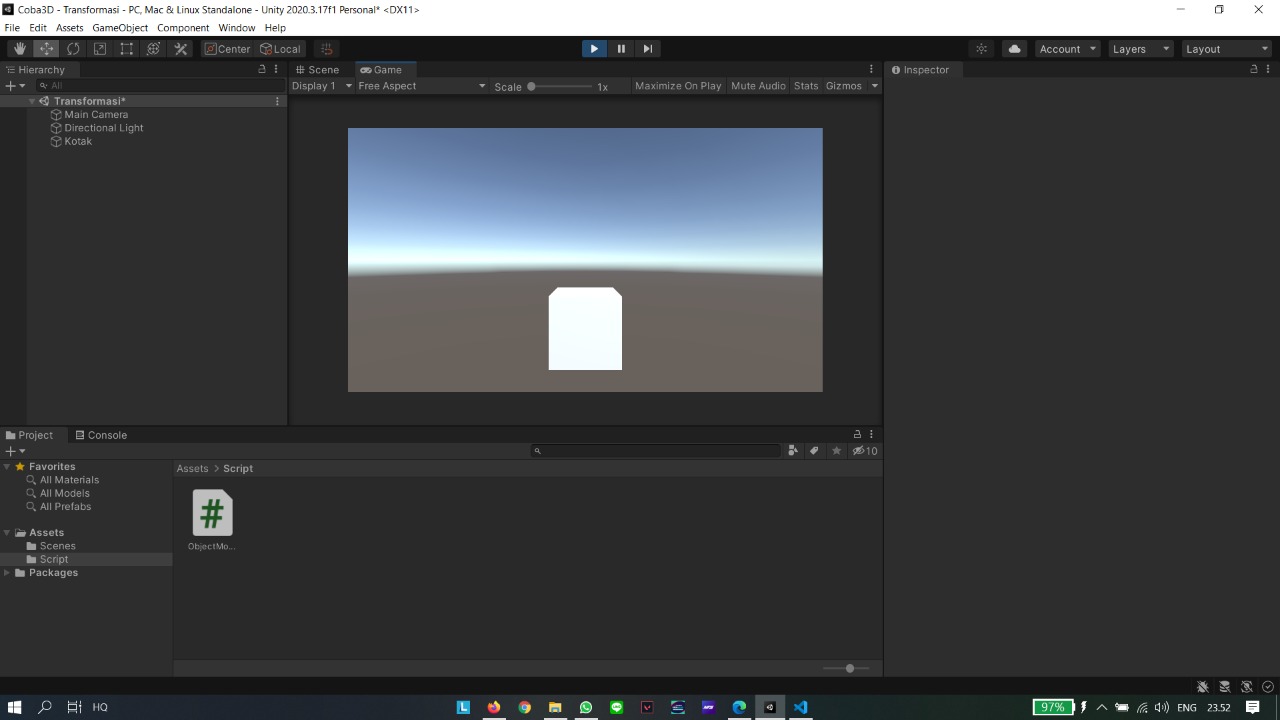 Coba3D - Transformasi - PC, Mac & Linux Standalone - Unity 2020.3.17f1 Personal* <DX11>
File Edit Assets GameObject Component Window Help
Center Local Account Layers Layout
Hierarchy Scene Game Inspector
All Display 1 Free Aspect Scale 1x Maximize On Play Mute Audio Stats Gizmos
Transformasi*
Main Camera
Directional Light
Kotak
Project Console
10
Favorites Assets > Script
All Materials
All Models
All Prefabs
Assets
Scenes
Script
Packages
#
ObjectMo...
HQ 97% ENG 23.52